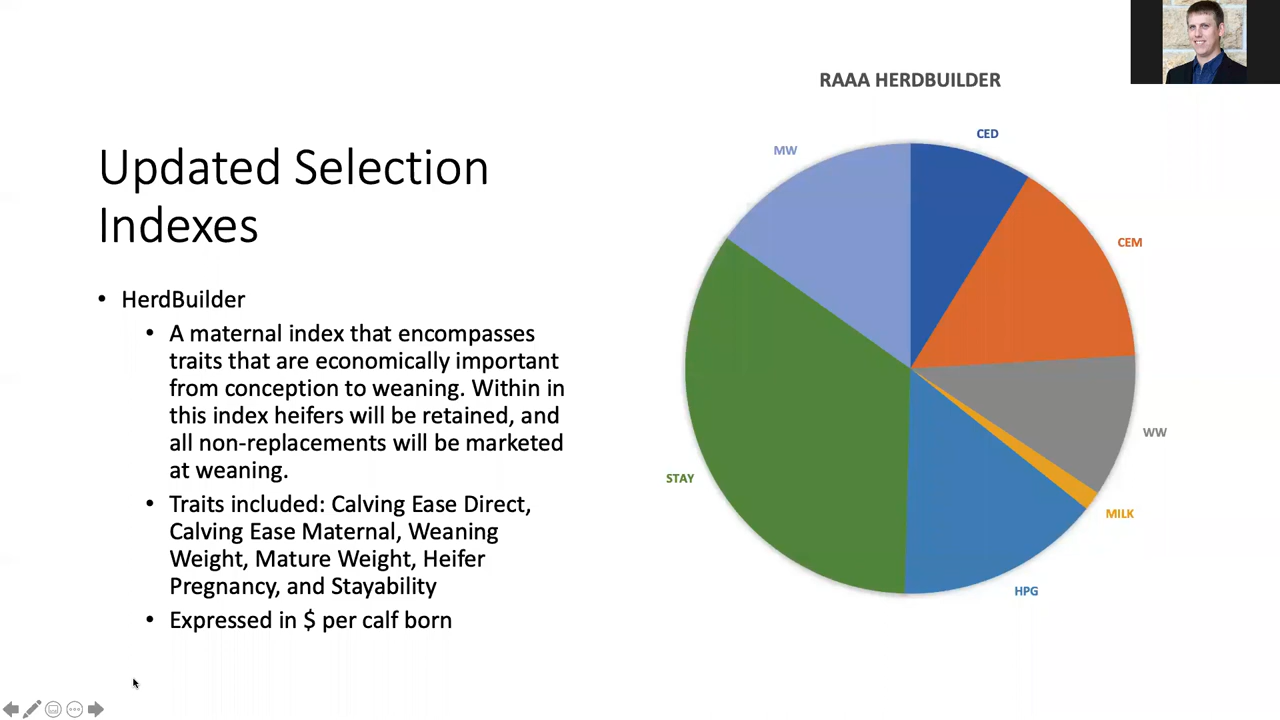 Updated Selection
Indexes
• HerdBuilder
• A maternal index that encompasses
traits that are economically important
from conception to weaning. Within in
this index heifers will be retained, and
all non-replacements will be marketed
at weaning.
• Traits included: Calving Ease Direct,
Calving Ease Maternal, Weaning
Weight, Mature Weight, Heifer
Pregnancy, and Stayability
• Expressed in $ per calf born
RAAA HERDBUILDER
CED
MW
CEM
WW
STAY
MILK
HPG